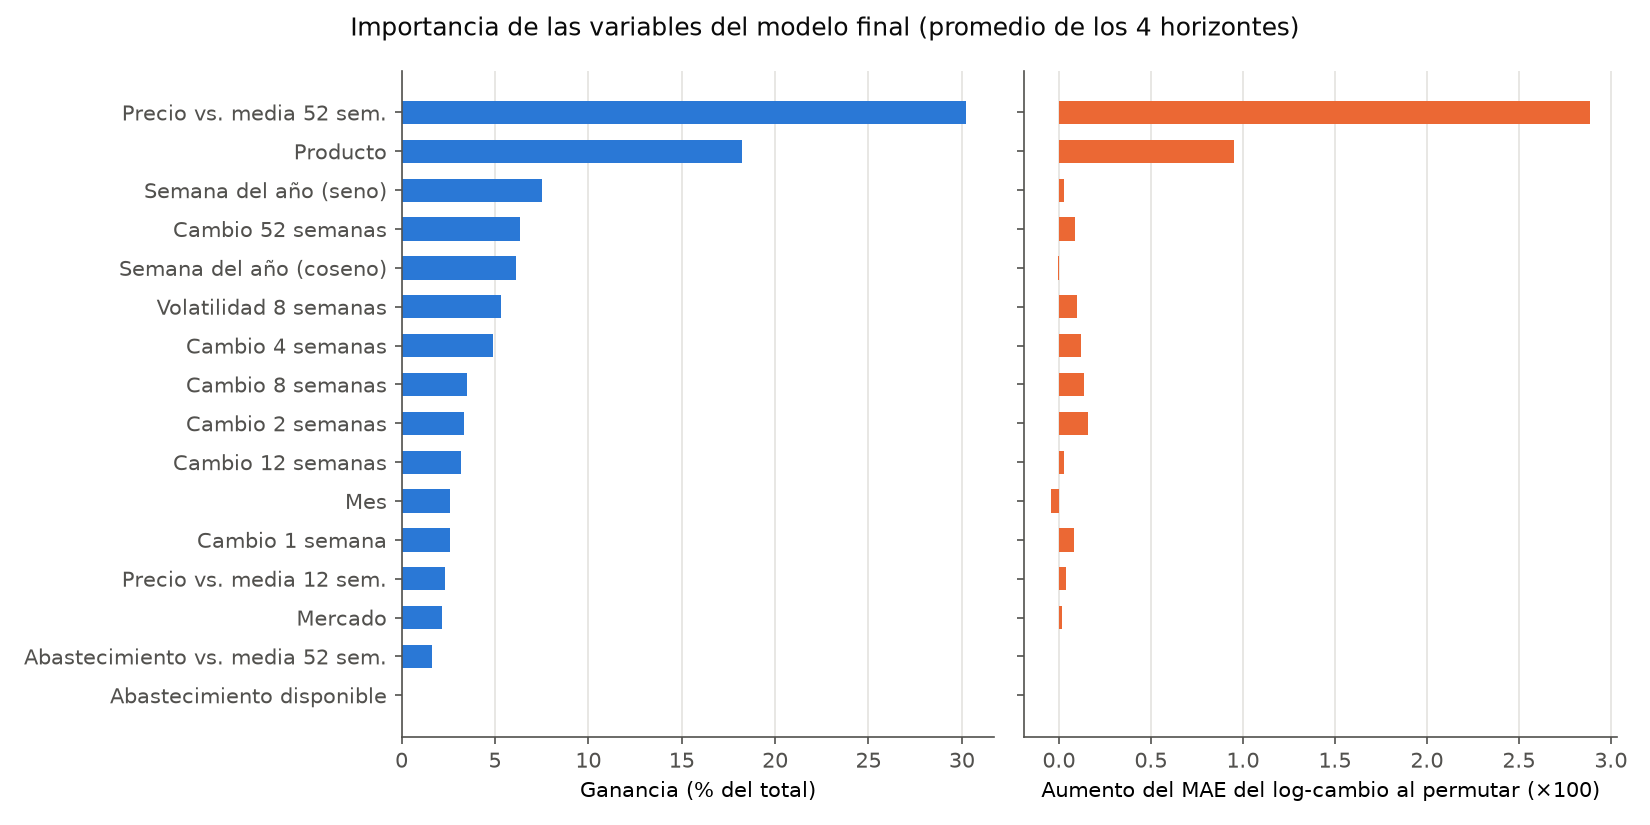 Importancia de las variables del modelo final (promedio de los 4 horizontes)
Precio vs. media 52 sem.
Producto
Semana del año (seno)
Cambio 52 semanas
Semana del año (coseno)
Volatilidad 8 semanas
Cambio 4 semanas
Cambio 8 semanas
Cambio 2 semanas
Cambio 12 semanas
Mes
Cambio 1 semana
Precio vs. media 12 sem.
Mercado
Abastecimiento vs. media 52 sem.
Abastecimiento disponible
0 5 10 15 20 25 30
Ganancia (% del total)
0.0 0.5 1.0 1.5 2.0 2.5 3.0
Aumento del MAE del log-cambio al permutar (×100)